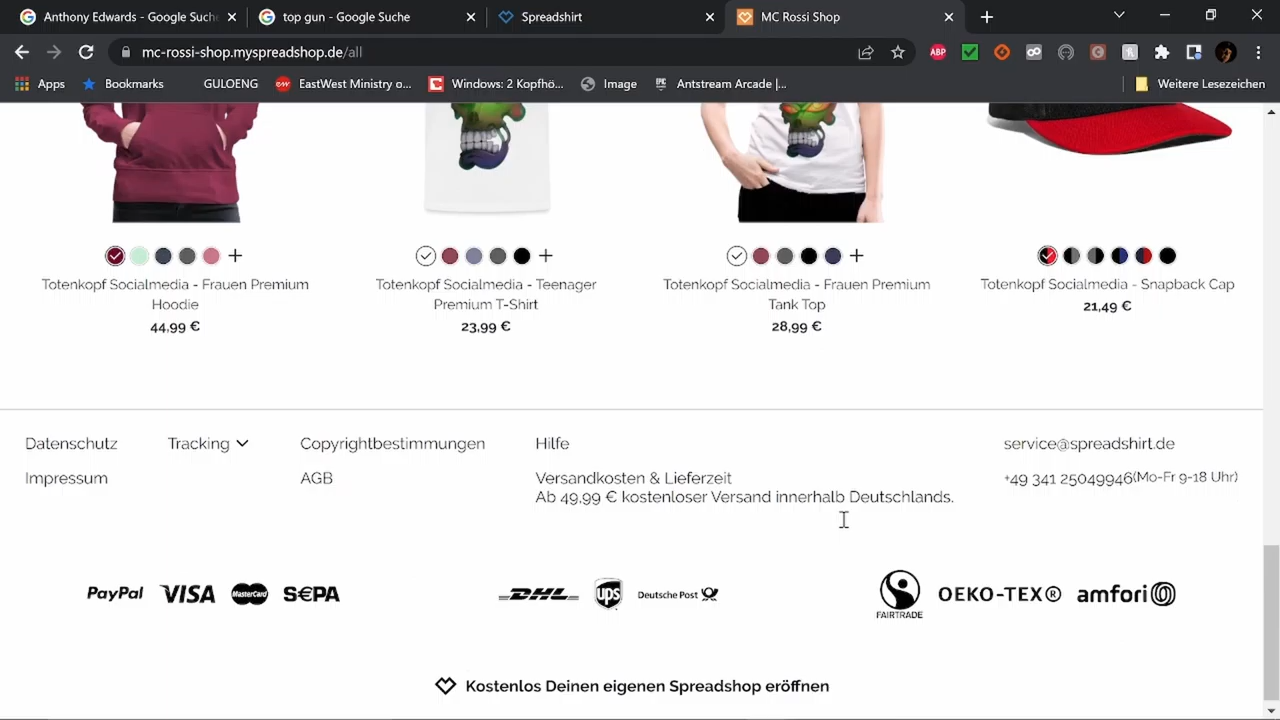 Anthony Edwards - Google Suche
top gun - Google Suche
Spreadshirt
MC Rossi Shop
mc-rossi-shop.myspreadshop.de/all
ABP
Apps
Bookmarks
GULOENG
EastWest Ministry o...
Windows: 2 Kopfhö...
Image
Antstream Arcade |...
Weitere Lesezeichen
Totenkopf Socialmedia - Frauen Premium
Hoodie
44,99 €
Totenkopf Socialmedia - Teenager
Premium T-Shirt
23,99 €
Totenkopf Socialmedia - Frauen Premium
Tank Top
28,99 €
Totenkopf Socialmedia - Snapback Cap
21,49 €
Datenschutz
Tracking
Copyrightbestimmungen
Hilfe
service@spreadshirt.de
Impressum
AGB
Versandkosten & Lieferzeit
Ab 49,99 € kostenloser Versand innerhalb Deutschlands.
+49 341 25049946(Mo-Fr 9-18 Uhr)
PayPal VISA MasterCard S€PA
DHL ups Deutsche Post
FAIRTRADE
OEKO-TEX® amfori
Kostenlos Deinen eigenen Spreadshop eröffnen